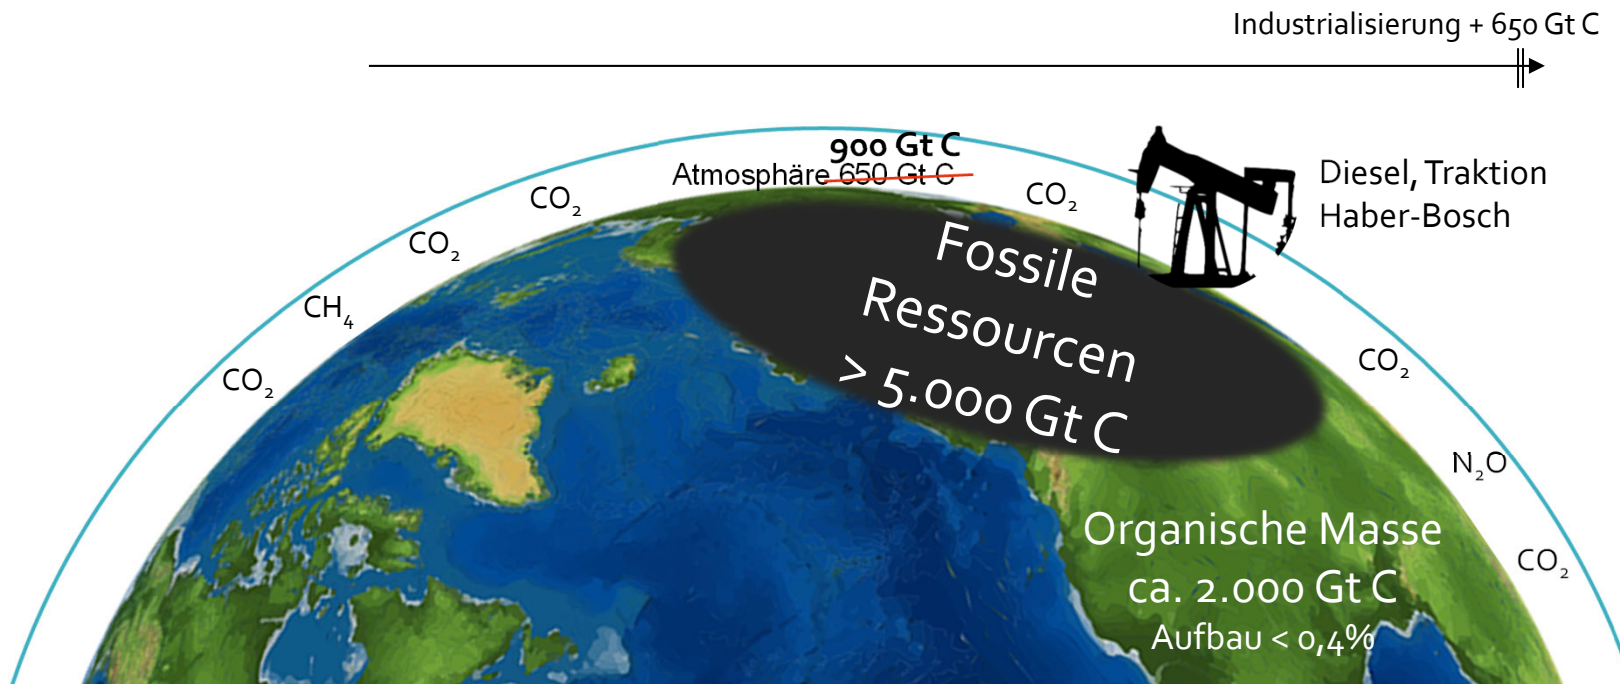 Industrialisierung + 650 Gt C
900 Gt C
Atmosphäre 650 Gt C
Diesel, Traktion
Haber-Bosch
CO₂
CO₂
CO₂
CH₄
CO₂
Fossile
Ressourcen
> 5.000 Gt C
CO₂
N₂O
CO₂
Organische Masse
ca. 2.000 Gt C
Aufbau < 0,4%